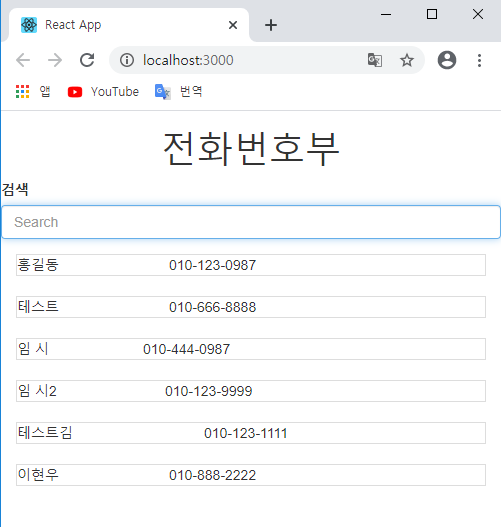 React App
localhost:3000
앱 YouTube 번역
전화번호부
검색
Search
홍길동 010-123-0987
테스트 010-666-8888
임 시 010-444-0987
임 시2 010-123-9999
테스트김 010-123-1111
이현우 010-888-2222